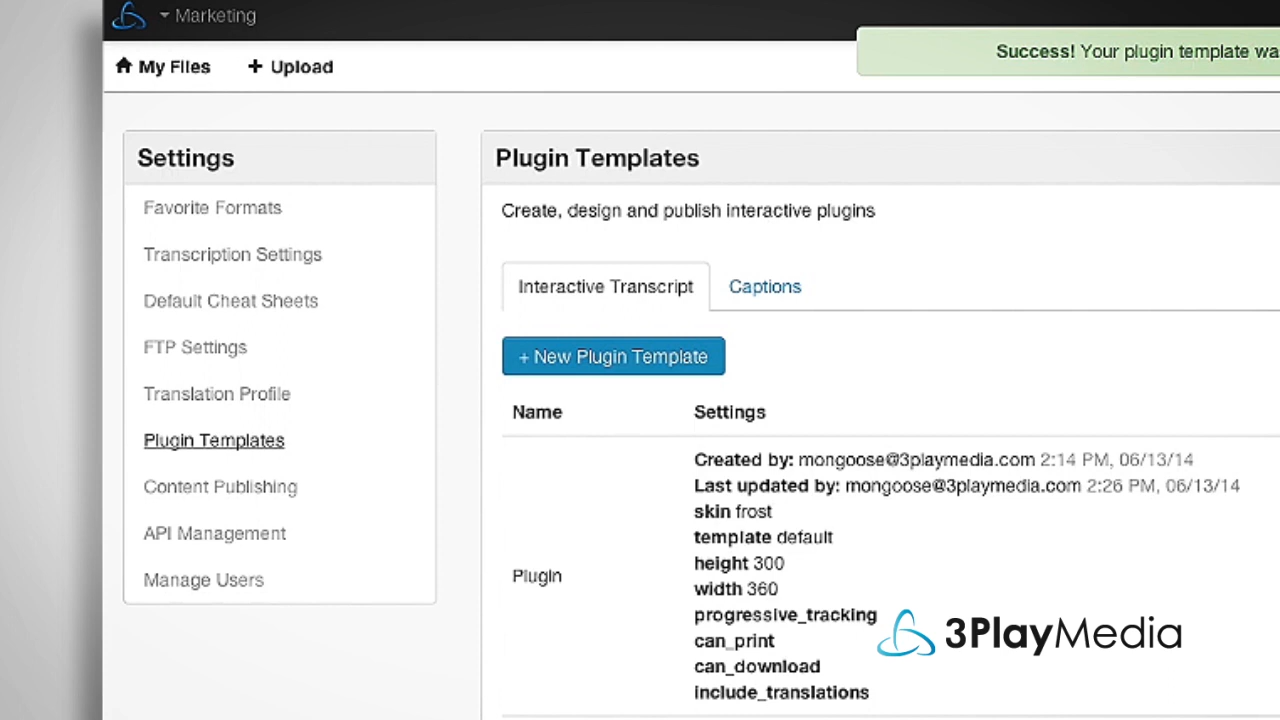 Marketing
My Files
+ Upload
Success! Your plugin template wa
Settings
Favorite Formats
Transcription Settings
Default Cheat Sheets
FTP Settings
Translation Profile
Plugin Templates
Content Publishing
API Management
Manage Users
Plugin Templates
Create, design and publish interactive plugins
Interactive Transcript
Captions
+ New Plugin Template
Name
Settings
Plugin
Created by: mongoose@3playmedia.com 2:14 PM, 06/13/14
Last updated by: mongoose@3playmedia.com 2:26 PM, 06/13/14
skin frost
template default
height 300
width 360
progressive_tracking
can_print
can_download
include_translations
3PlayMedia